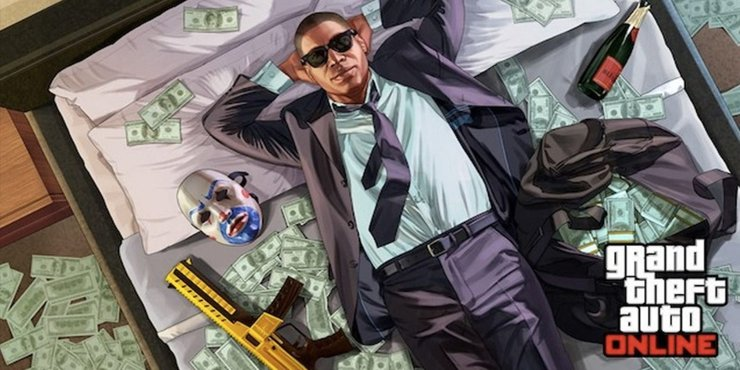 grand
theft
auto
ONLINE